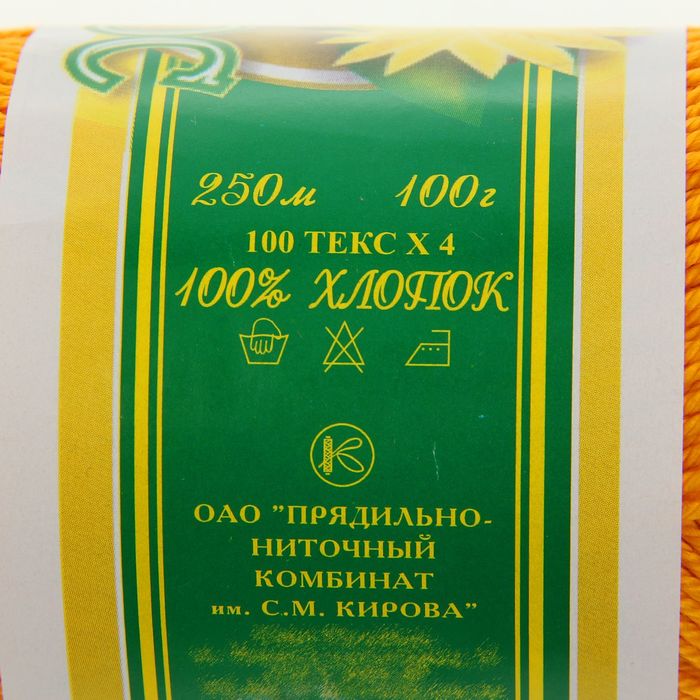 250м 100г
100 ТЕКС Х 4
100% ХЛОПОК
ОАО "ПРЯДИЛЬНО-
НИТОЧНЫЙ
КОМБИНАТ
им. С.М. КИРОВА"